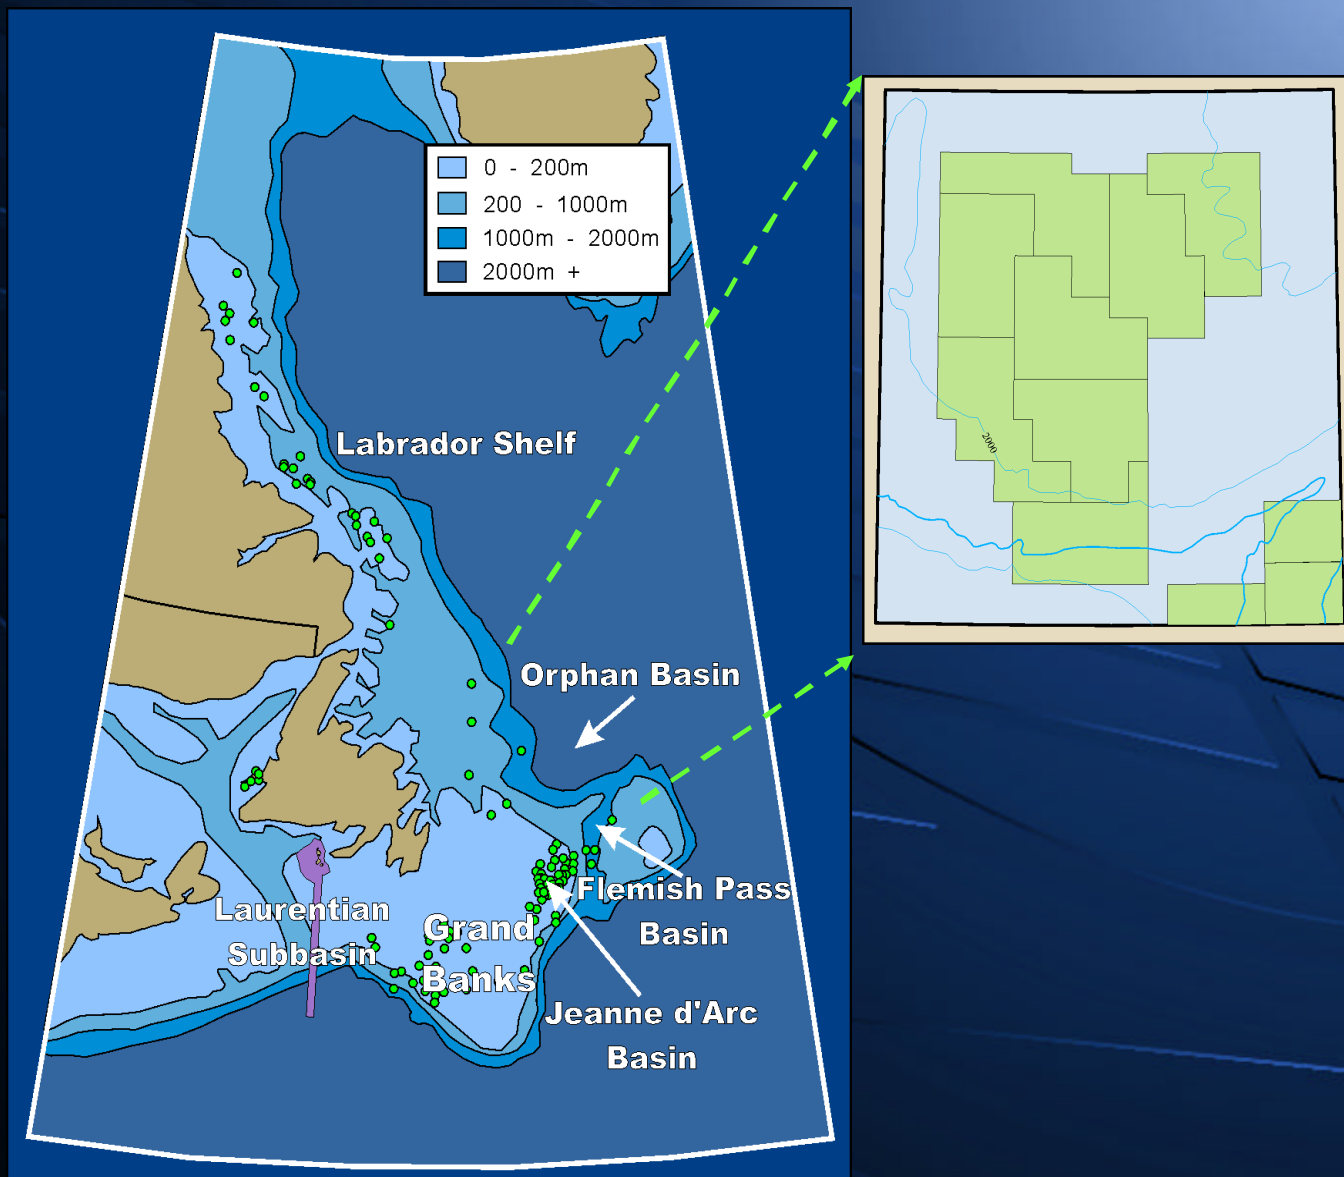 0 - 200m
200 - 1000m
1000m - 2000m
2000m +
Labrador Shelf
2000
Orphan Basin
Flemish Pass
Basin
Laurentian
Subbasin
Grand
Banks
Jeanne d'Arc
Basin